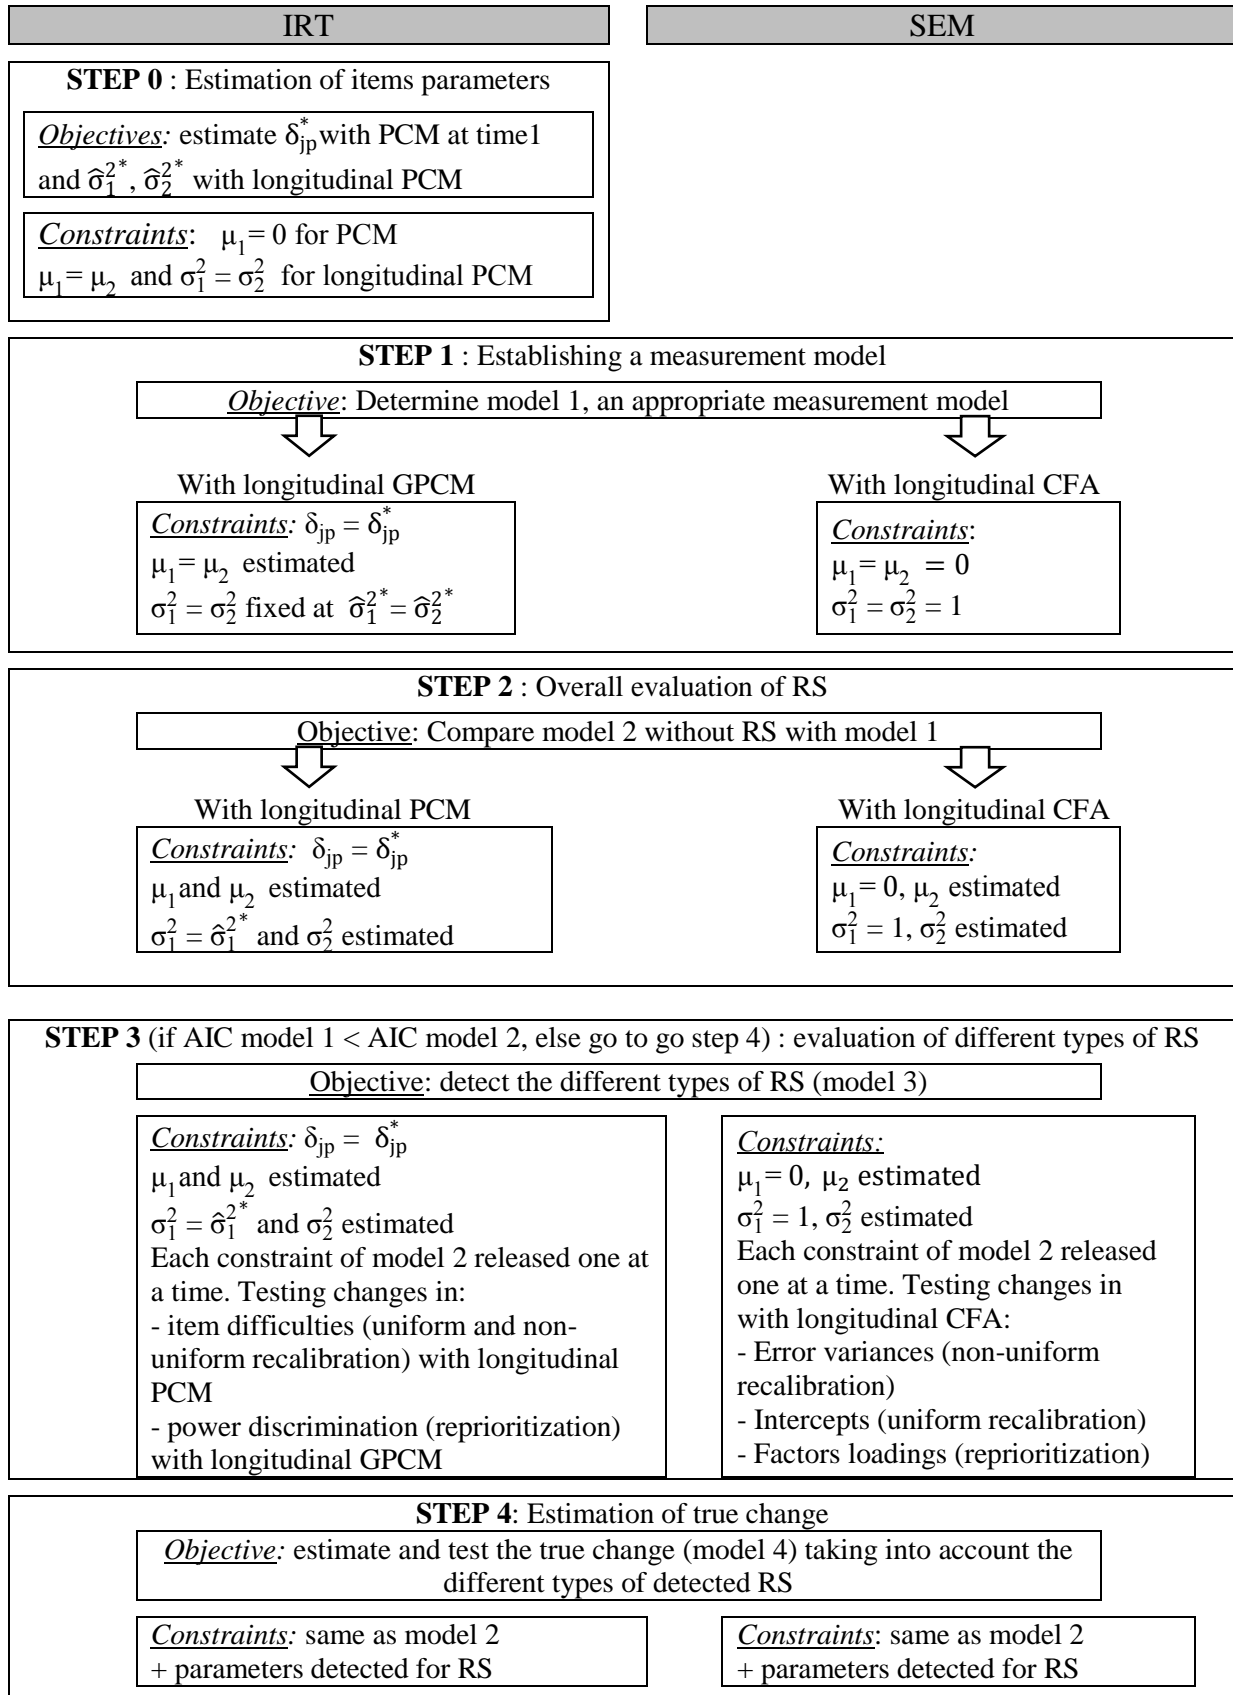 IRT
SEM
STEP 0 : Estimation of items parameters
Objectives: estimate δ*jp with PCM at time1
and σ̂₁²*, σ̂₂²* with longitudinal PCM
Constraints: μ₁= 0 for PCM
μ₁= μ₂ and σ₁² = σ₂² for longitudinal PCM
STEP 1 : Establishing a measurement model
Objective: Determine model 1, an appropriate measurement model
With longitudinal GPCM
Constraints: δjp = δ*jp
μ₁= μ₂ estimated
σ₁² = σ₂² fixed at σ̂₁²*= σ̂₂²*
With longitudinal CFA
Constraints:
μ₁= μ₂ = 0
σ₁² = σ₂² = 1
STEP 2 : Overall evaluation of RS
Objective: Compare model 2 without RS with model 1
With longitudinal PCM
Constraints: δjp = δ*jp
μ₁and μ₂ estimated
σ₁² = σ̂₁²* and σ₂² estimated
With longitudinal CFA
Constraints:
μ₁= 0, μ₂ estimated
σ₁² = 1, σ₂² estimated
STEP 3 (if AIC model 1 < AIC model 2, else go to go step 4) : evaluation of different types of RS
Objective: detect the different types of RS (model 3)
Constraints: δjp = δ*jp
μ₁and μ₂ estimated
σ₁² = σ̂₁²* and σ₂² estimated
Each constraint of model 2 released one at
a time. Testing changes in:
- item difficulties (uniform and non-
uniform recalibration) with longitudinal
PCM
- power discrimination (reprioritization)
with longitudinal GPCM
Constraints:
μ₁= 0, μ₂ estimated
σ₁² = 1, σ₂² estimated
Each constraint of model 2 released
one at a time. Testing changes in
with longitudinal CFA:
- Error variances (non-uniform
recalibration)
- Intercepts (uniform recalibration)
- Factors loadings (reprioritization)
STEP 4: Estimation of true change
Objective: estimate and test the true change (model 4) taking into account the
different types of detected RS
Constraints: same as model 2
+ parameters detected for RS
Constraints: same as model 2
+ parameters detected for RS